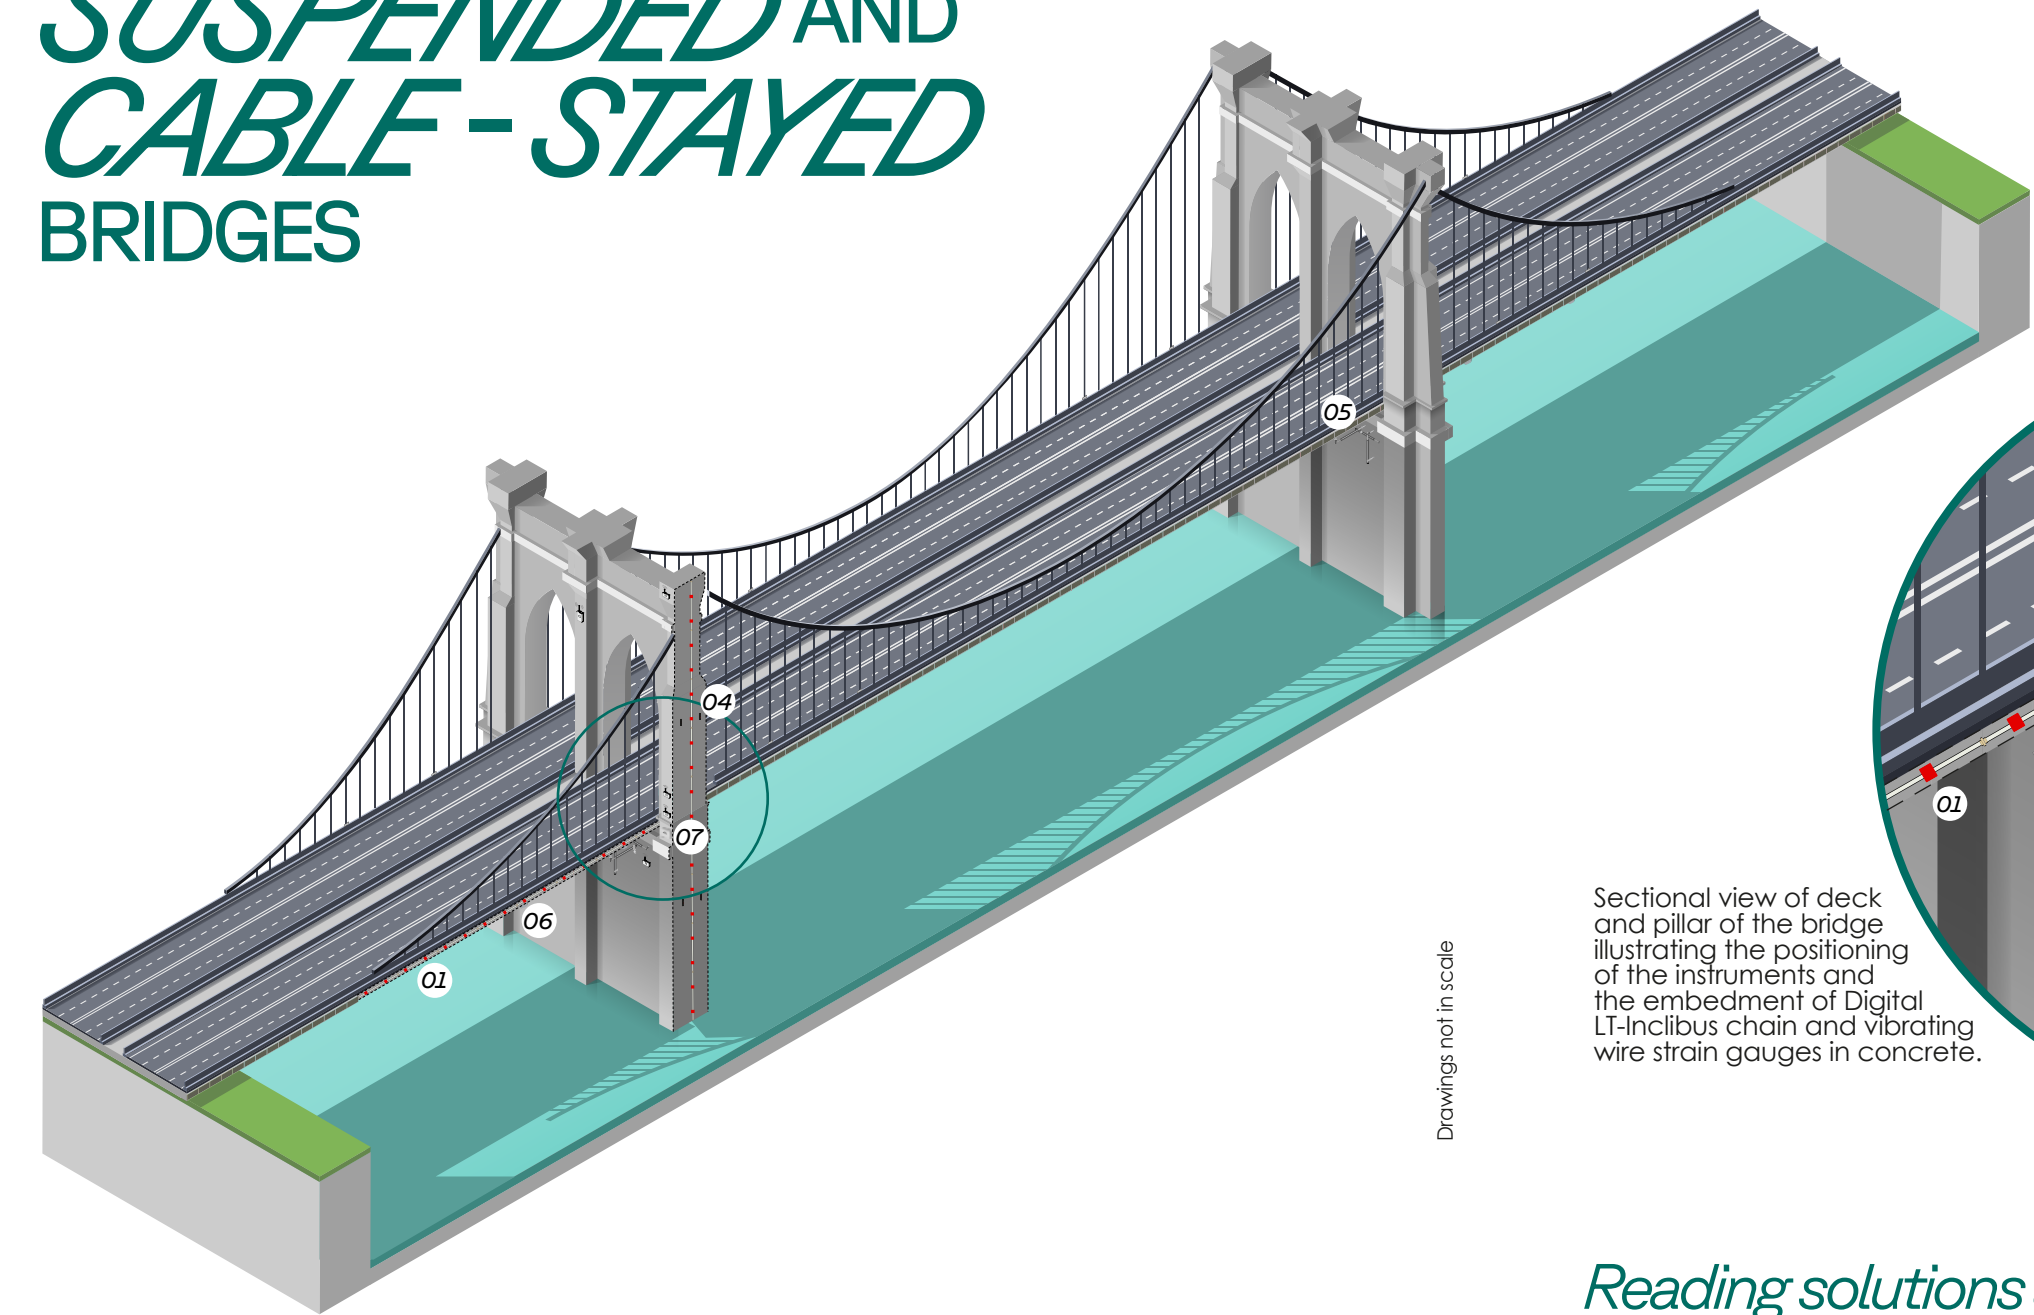 SUSPENDED AND
CABLE - STAYED
BRIDGES
05
04
07
06
01
01
Sectional view of deck
and pillar of the bridge
illustrating the positioning
of the instruments and
the embedment of Digital
LT-Inclibus chain and vibrating
wire strain gauges in concrete.
Drawings not in scale
Reading solutions